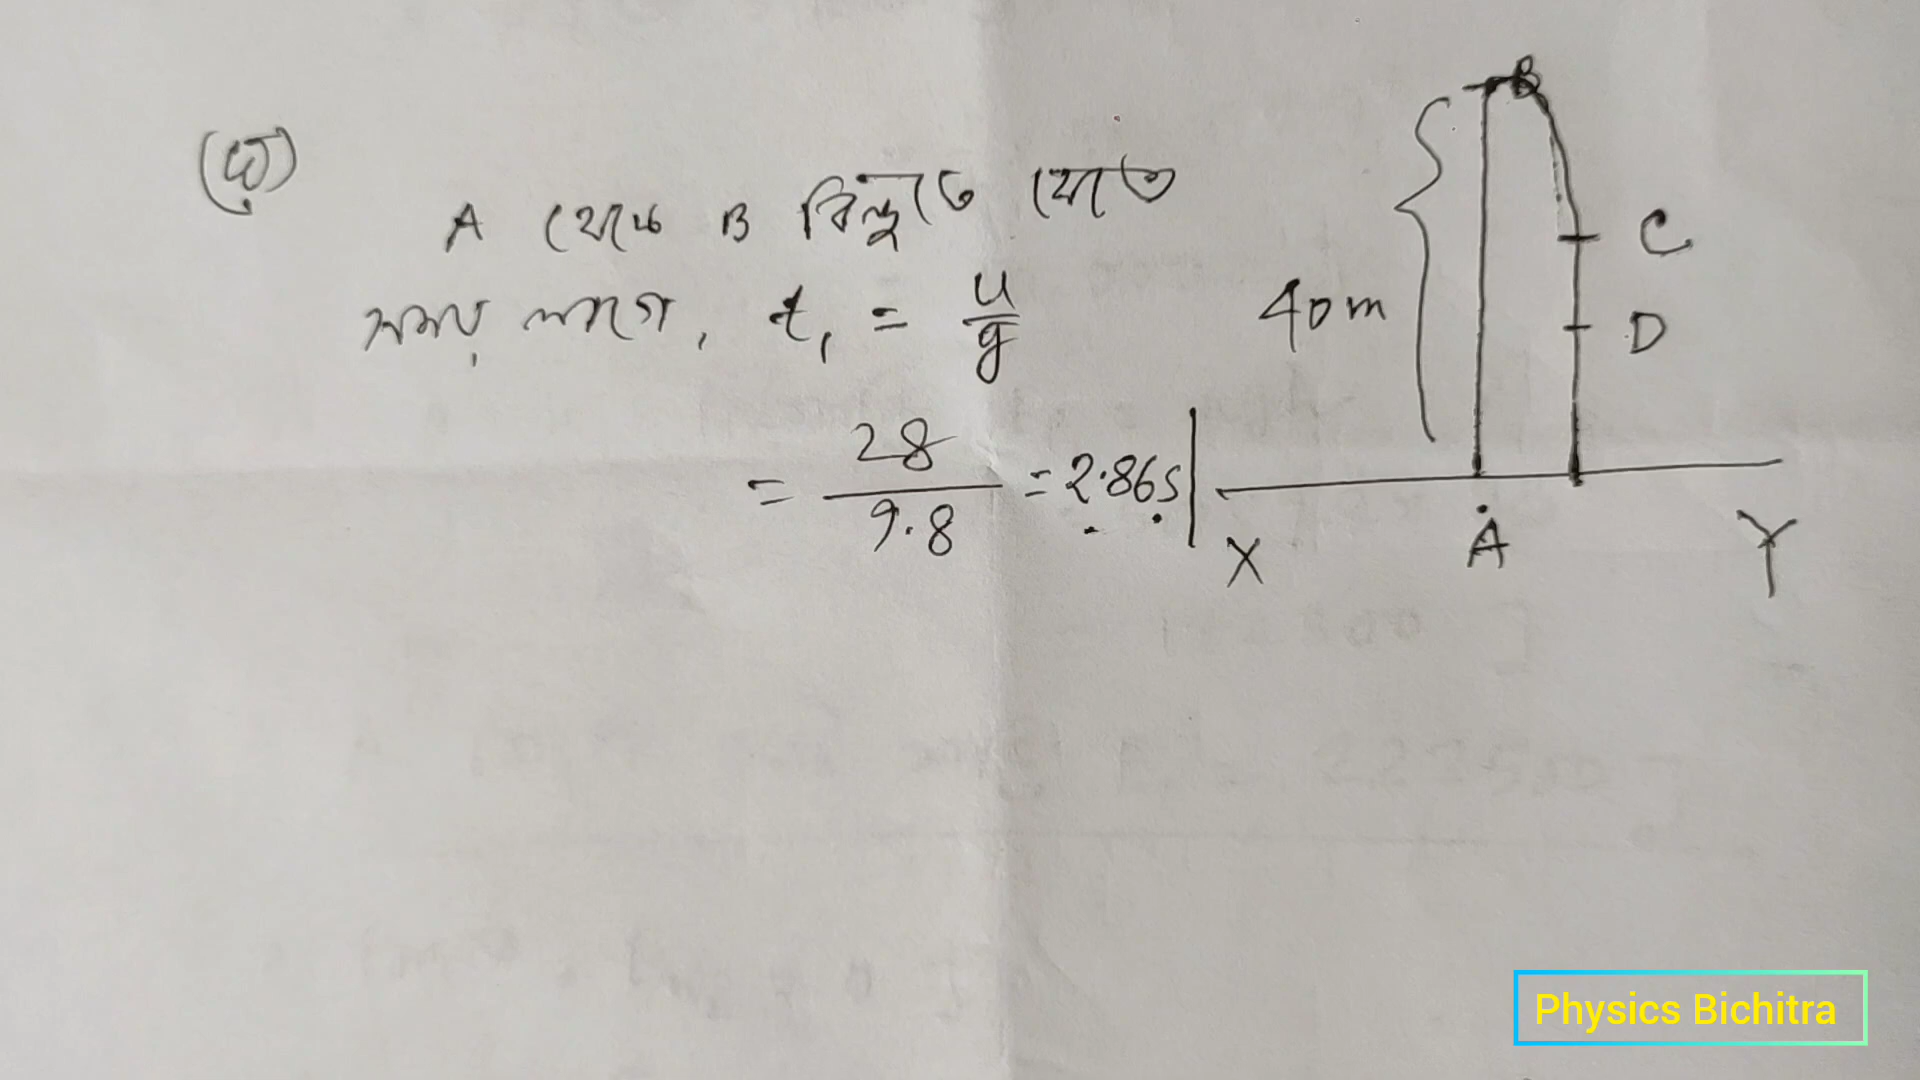 (ঘ)
A থেকে B বিন্দুতে যেতে
সময় লাগে, t₁ = u/g
= 28/9.8 = 2.86s
B
40m
C
D
X A Y
Physics Bichitra